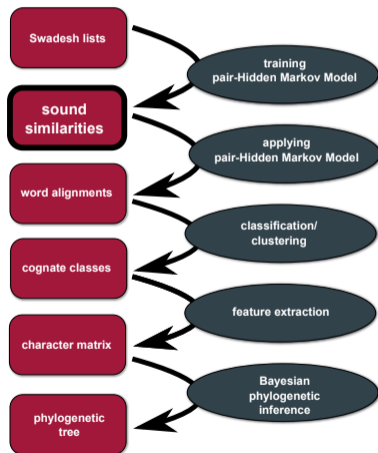 Swadesh lists
training
pair-Hidden Markov Model
sound
similarities
applying
pair-Hidden Markov Model
word alignments
classification/
clustering
cognate classes
feature extraction
character matrix
Bayesian
phylogenetic
inference
phylogenetic
tree